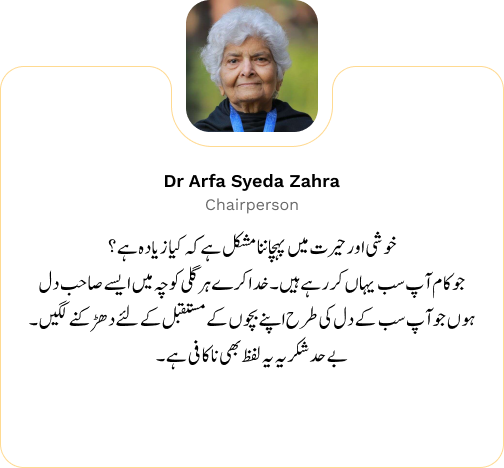 Dr Arfa Syeda Zahra
Chairperson
خوشی اور حیرت میں پہچاننا مشکل ہے کہ کیا زیادہ ہے ؟
جو کام آپ سب یہاں کر رہے ہیں۔ خدا کرے ہر گلی کوچہ میں ایسے صاحب دل
ہوں جو آپ سب کے دل کی طرح اپنے بچوں کے مستقبل کے لئے دھڑکنے لگیں۔
بے حد شکریہ یہ لفظ بھی ناکافی ہے۔